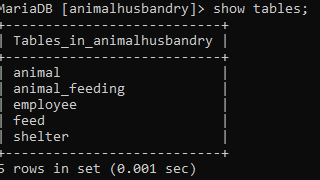 MariaDB [animalhusbandry]> show tables;
+-------------------------+
| Tables_in_animalhusbandry |
+-------------------------+
| animal |
| animal_feeding |
| employee |
| feed |
| shelter |
+-------------------------+
5 rows in set (0.001 sec)